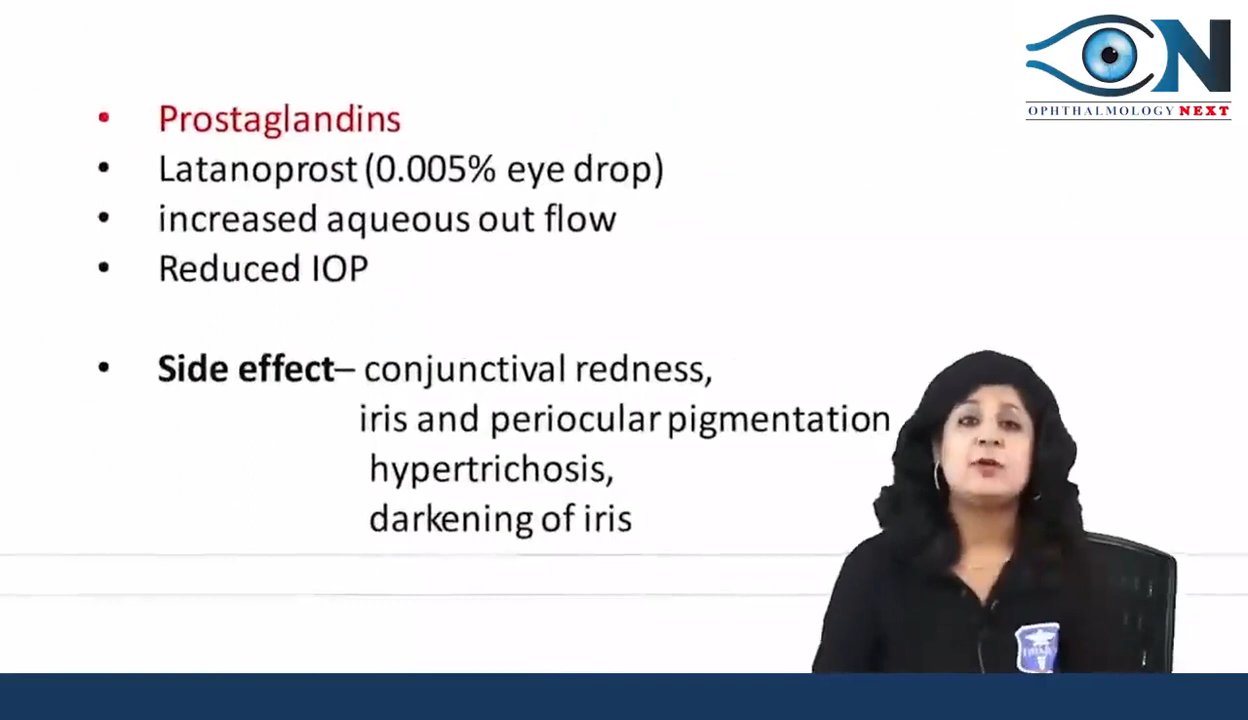 OPHTHALMOLOGY NEXT
• Prostaglandins
• Latanoprost (0.005% eye drop)
• increased aqueous out flow
• Reduced IOP
• Side effect– conjunctival redness,
iris and periocular pigmentation
hypertrichosis,
darkening of iris